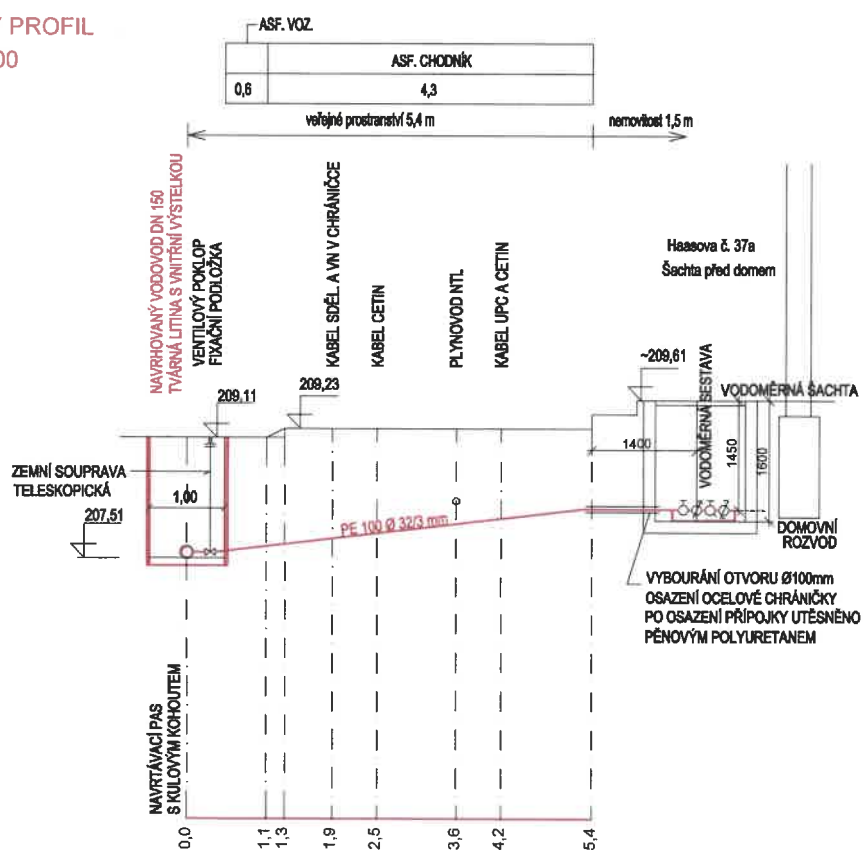 Ý PROFIL
00
ASF. VOZ.
ASF. CHODNÍK
0,6
4,3
veřejné prostranství 5,4 m
nemovitost 1,5 m
NAVRHOVANÝ VODOVOD DN 150
TVÁRNÁ LITINA S VNITŘNÍ VÝSTELKOU
VENTILOVÝ POKLOP
FIXAČNÍ PODLOŽKA
KABEL SDĚL. A VN V CHRÁNIČCE
KABEL CETIN
PLYNOVOD NTL
KABEL UPC A CETIN
Haasova č. 37a
Šachta před domem
209,11
209,23
~209,61
VODOMĚRNÁ SESTAVA
VODOMĚRNÁ ŠACHTA
1400
1450
1600
ZEMNÍ SOUPRAVA
TELESKOPICKÁ
1,00
207,51
PE 100 Ø 32/3 mm
DOMOVNÍ
ROZVOD
VYBOURÁNÍ OTVORU Ø100mm
OSAZENÍ OCELOVÉ CHRÁNIČKY
PO OSAZENÍ PŘÍPOJKY UTĚSNĚNO
PĚNOVÝM POLYURETANEM
NAVRTÁVACÍ PAS
S KULOVÝM KOHOUTEM
0,0
1,1
1,3
1,9
2,5
3,6
4,2
5,4